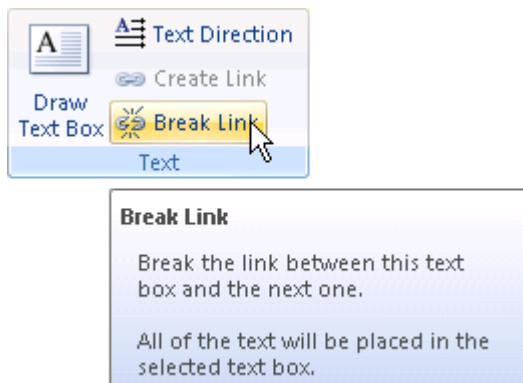 A
Text Direction
Create Link
Draw
Text Box
A
Break Link
Text
Break Link
Break the link between this text
box and the next one.
All of the text will be placed in the
selected text box.